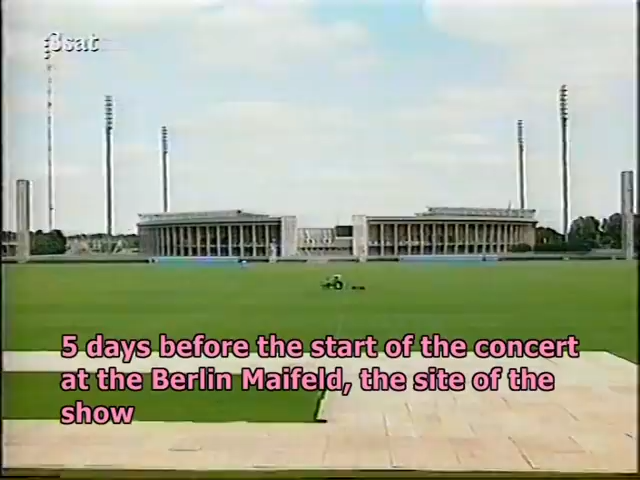 3sat
5 days before the start of the concert
at the Berlin Maifeld, the site of the
show